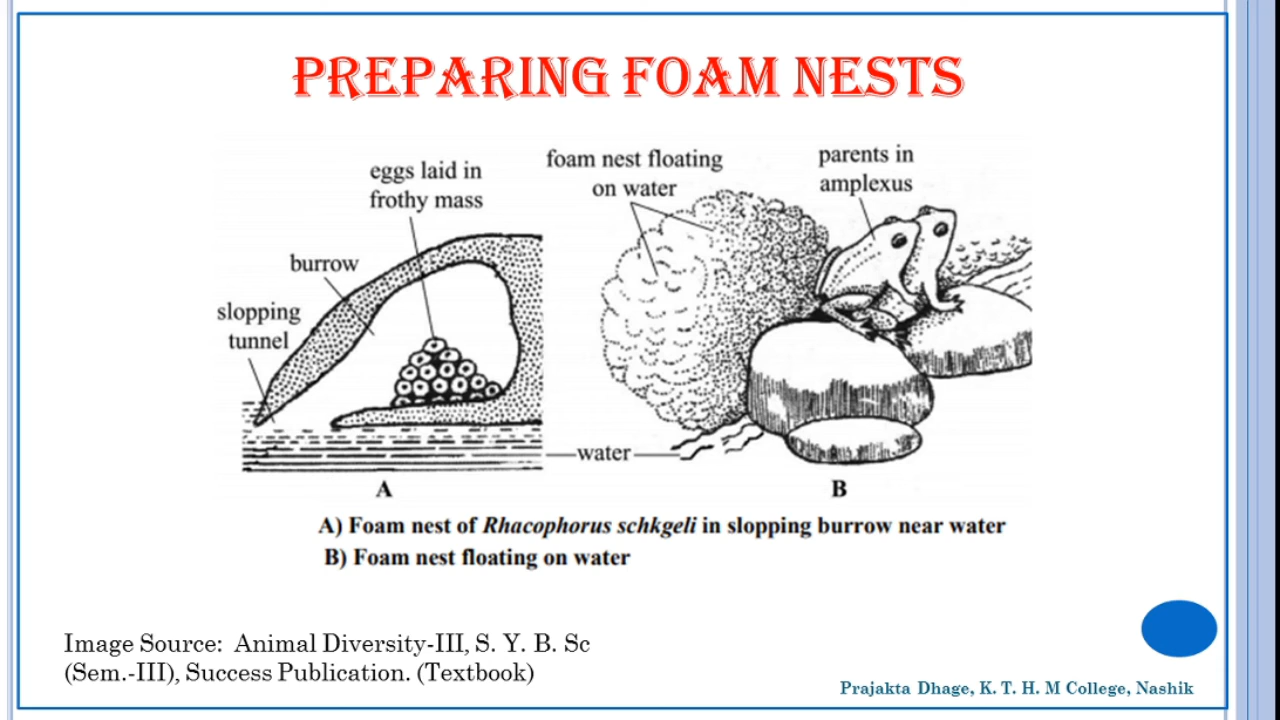 PREPARING FOAM NESTS
eggs laid in
frothy mass
burrow
slopping
tunnel
foam nest floating
on water
parents in
amplexus
water
A
B
A) Foam nest of Rhacophorus schkgeli in slopping burrow near water
B) Foam nest floating on water
Image Source: Animal Diversity-III, S. Y. B. Sc
(Sem.-III), Success Publication. (Textbook)
Prajakta Dhage, K. T. H. M College, Nashik